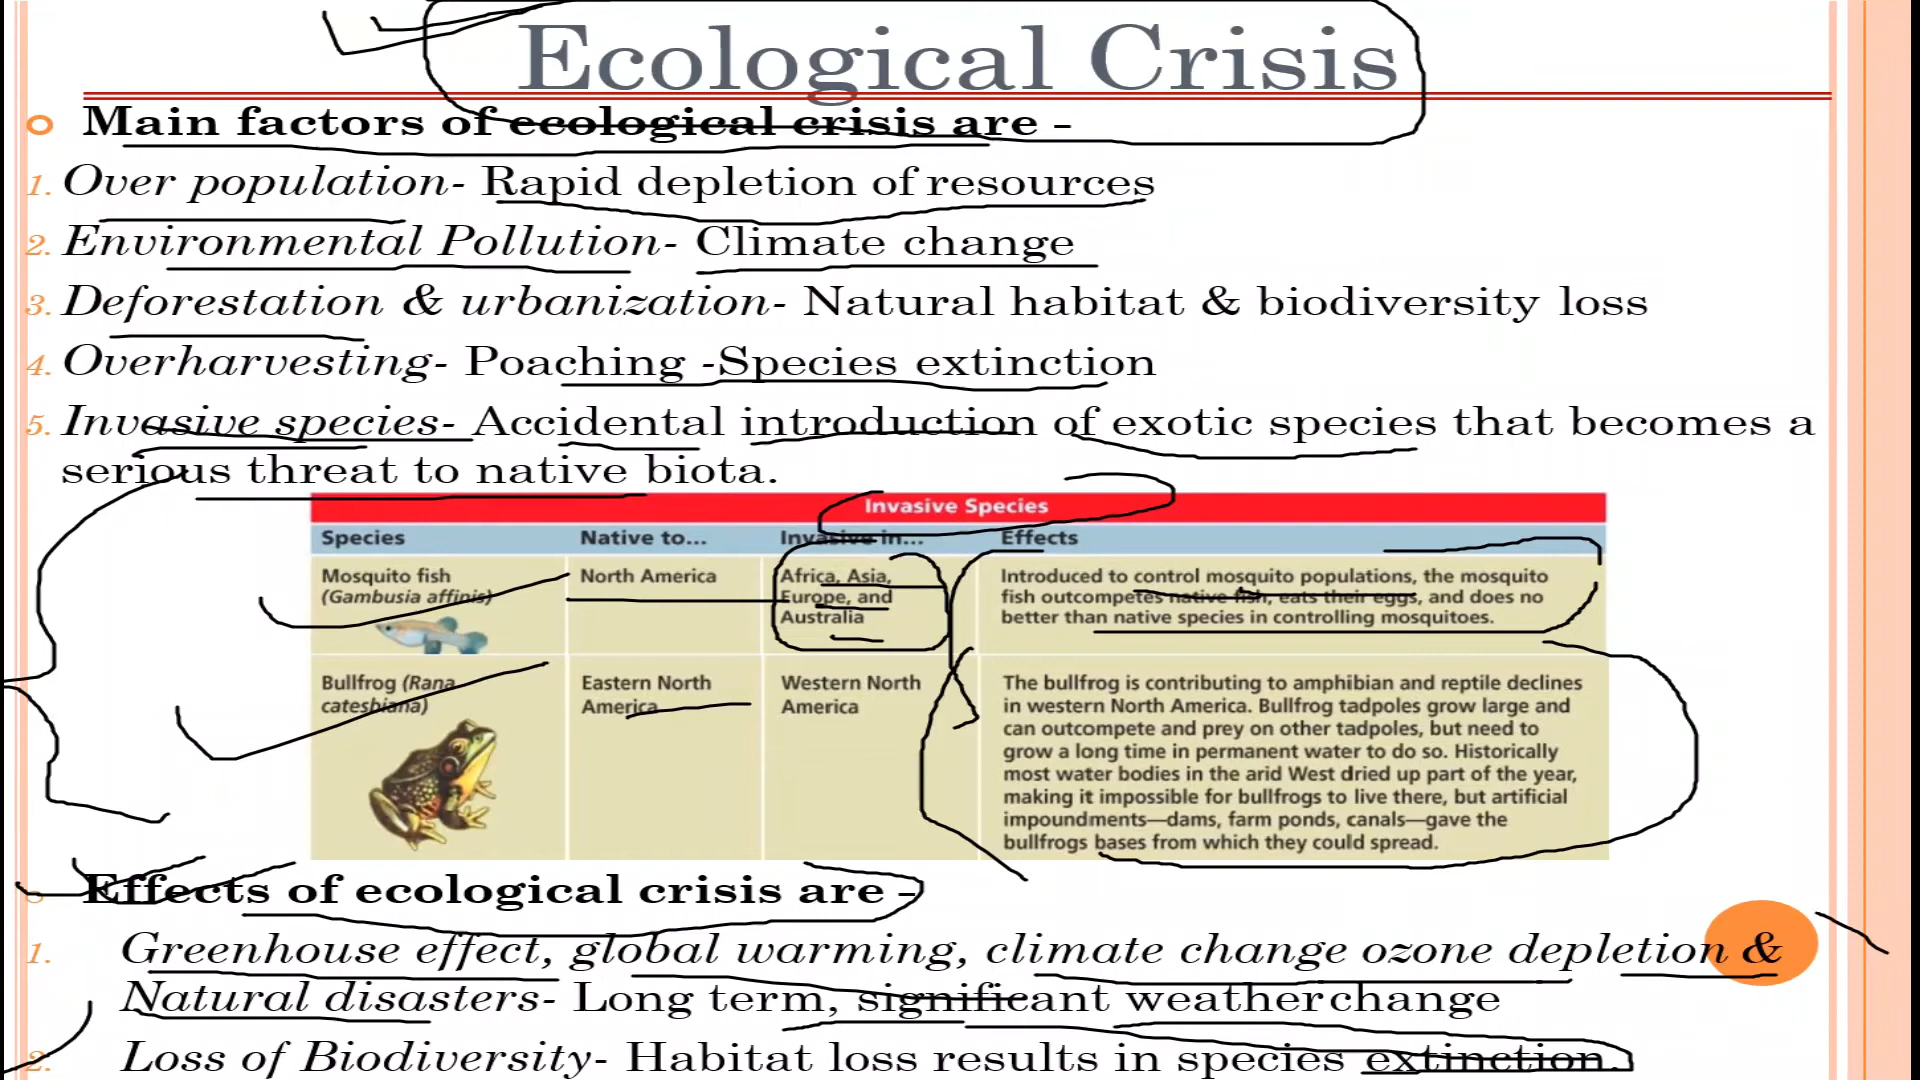 Ecological Crisis
Main factors of ecological crisis are -
1. Over population- Rapid depletion of resources
2. Environmental Pollution- Climate change
3. Deforestation & urbanization- Natural habitat & biodiversity loss
4. Overharvesting- Poaching -Species extinction
5. Invasive species- Accidental introduction of exotic species that becomes a
serious threat to native biota.
Invasive Species
Species Native to... Invasive in... Effects
Mosquito fish
(Gambusia affinis)
North America
Africa, Asia,
Europe, and
Australia
Introduced to control mosquito populations, the mosquito
fish outcompetes native fish, eats their eggs, and does no
better than native species in controlling mosquitoes.
Bullfrog (Rana
catesbiana)
Eastern North
America
Western North
America
The bullfrog is contributing to amphibian and reptile declines
in western North America. Bullfrog tadpoles grow large and
can outcompete and prey on other tadpoles, but need to
grow a long time in permanent water to do so. Historically
most water bodies in the arid West dried up part of the year,
making it impossible for bullfrogs to live there, but artificial
impoundments—dams, farm ponds, canals—gave the
bullfrogs bases from which they could spread.
Effects of ecological crisis are -
1. Greenhouse effect, global warming, climate change ozone depletion &
Natural disasters- Long term, significant weather change
2. Loss of Biodiversity- Habitat loss results in species extinction.